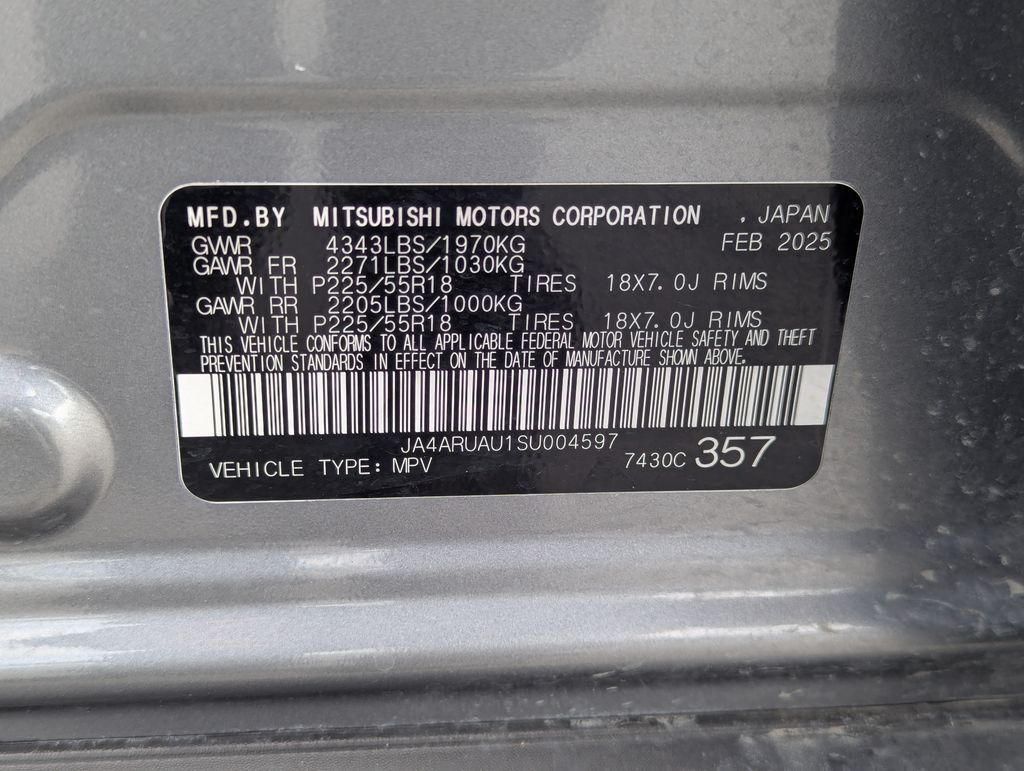 MFD.BY MITSUBISHI MOTORS CORPORATION , JAPAN
GVWR 4343LBS/1970KG FEB 2025
GAWR FR 2271LBS/1030KG
WITH P225/55R18 TIRES 18X7.0J RIMS
GAWR RR 2205LBS/1000KG
WITH P225/55R18 TIRES 18X7.0J RIMS
THIS VEHICLE CONFORMS TO ALL APPLICABLE FEDERAL MOTOR VEHICLE SAFETY AND THEFT
PREVENTION STANDARDS IN EFFECT ON THE DATE OF MANUFACTURE SHOWN ABOVE.
JA4ARUAU1SU004597
VEHICLE TYPE: MPV 7430C 357